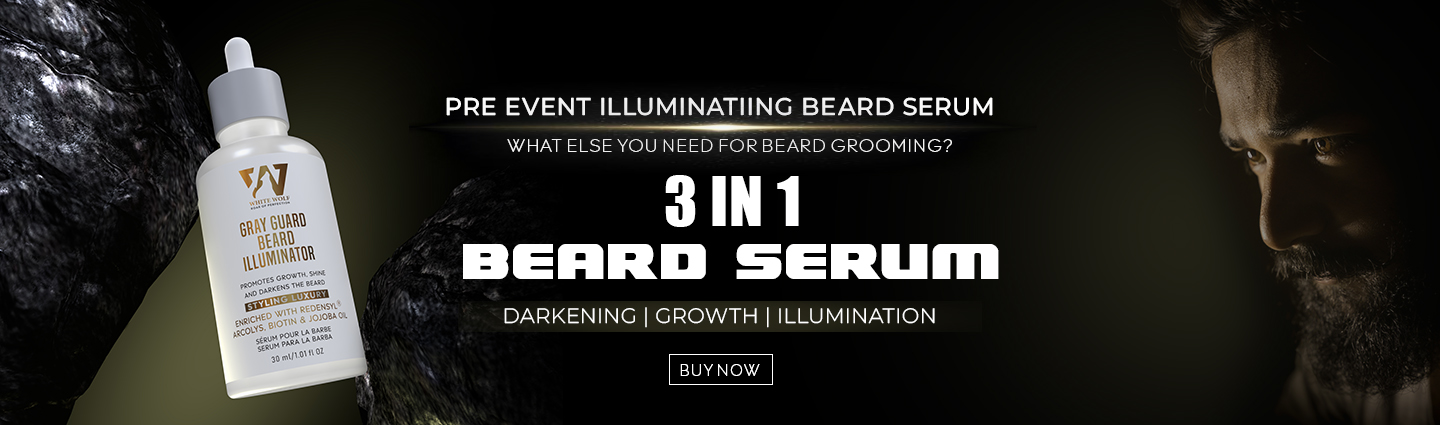 PRE EVENT ILLUMINATIING BEARD SERUM
WHAT ELSE YOU NEED FOR BEARD GROOMING?
3 IN 1
BEARD SERUM
DARKENING | GROWTH | ILLUMINATION
BUY NOW
WHITE WOLF
ROAR OF PERFECTION
GRAY GUARD
BEARD
ILLUMINATOR
PROMOTES GROWTH, SHINE
AND DARKENS THE BEARD
STYLING LUXURY
ENRICHED WITH REDENSYL®
ARCOLYS, BIOTIN & JOJOBA OIL
SÉRUM POUR LA BARBE
SERUM PARA LA BARBA
30 ml/1.01 fl OZ